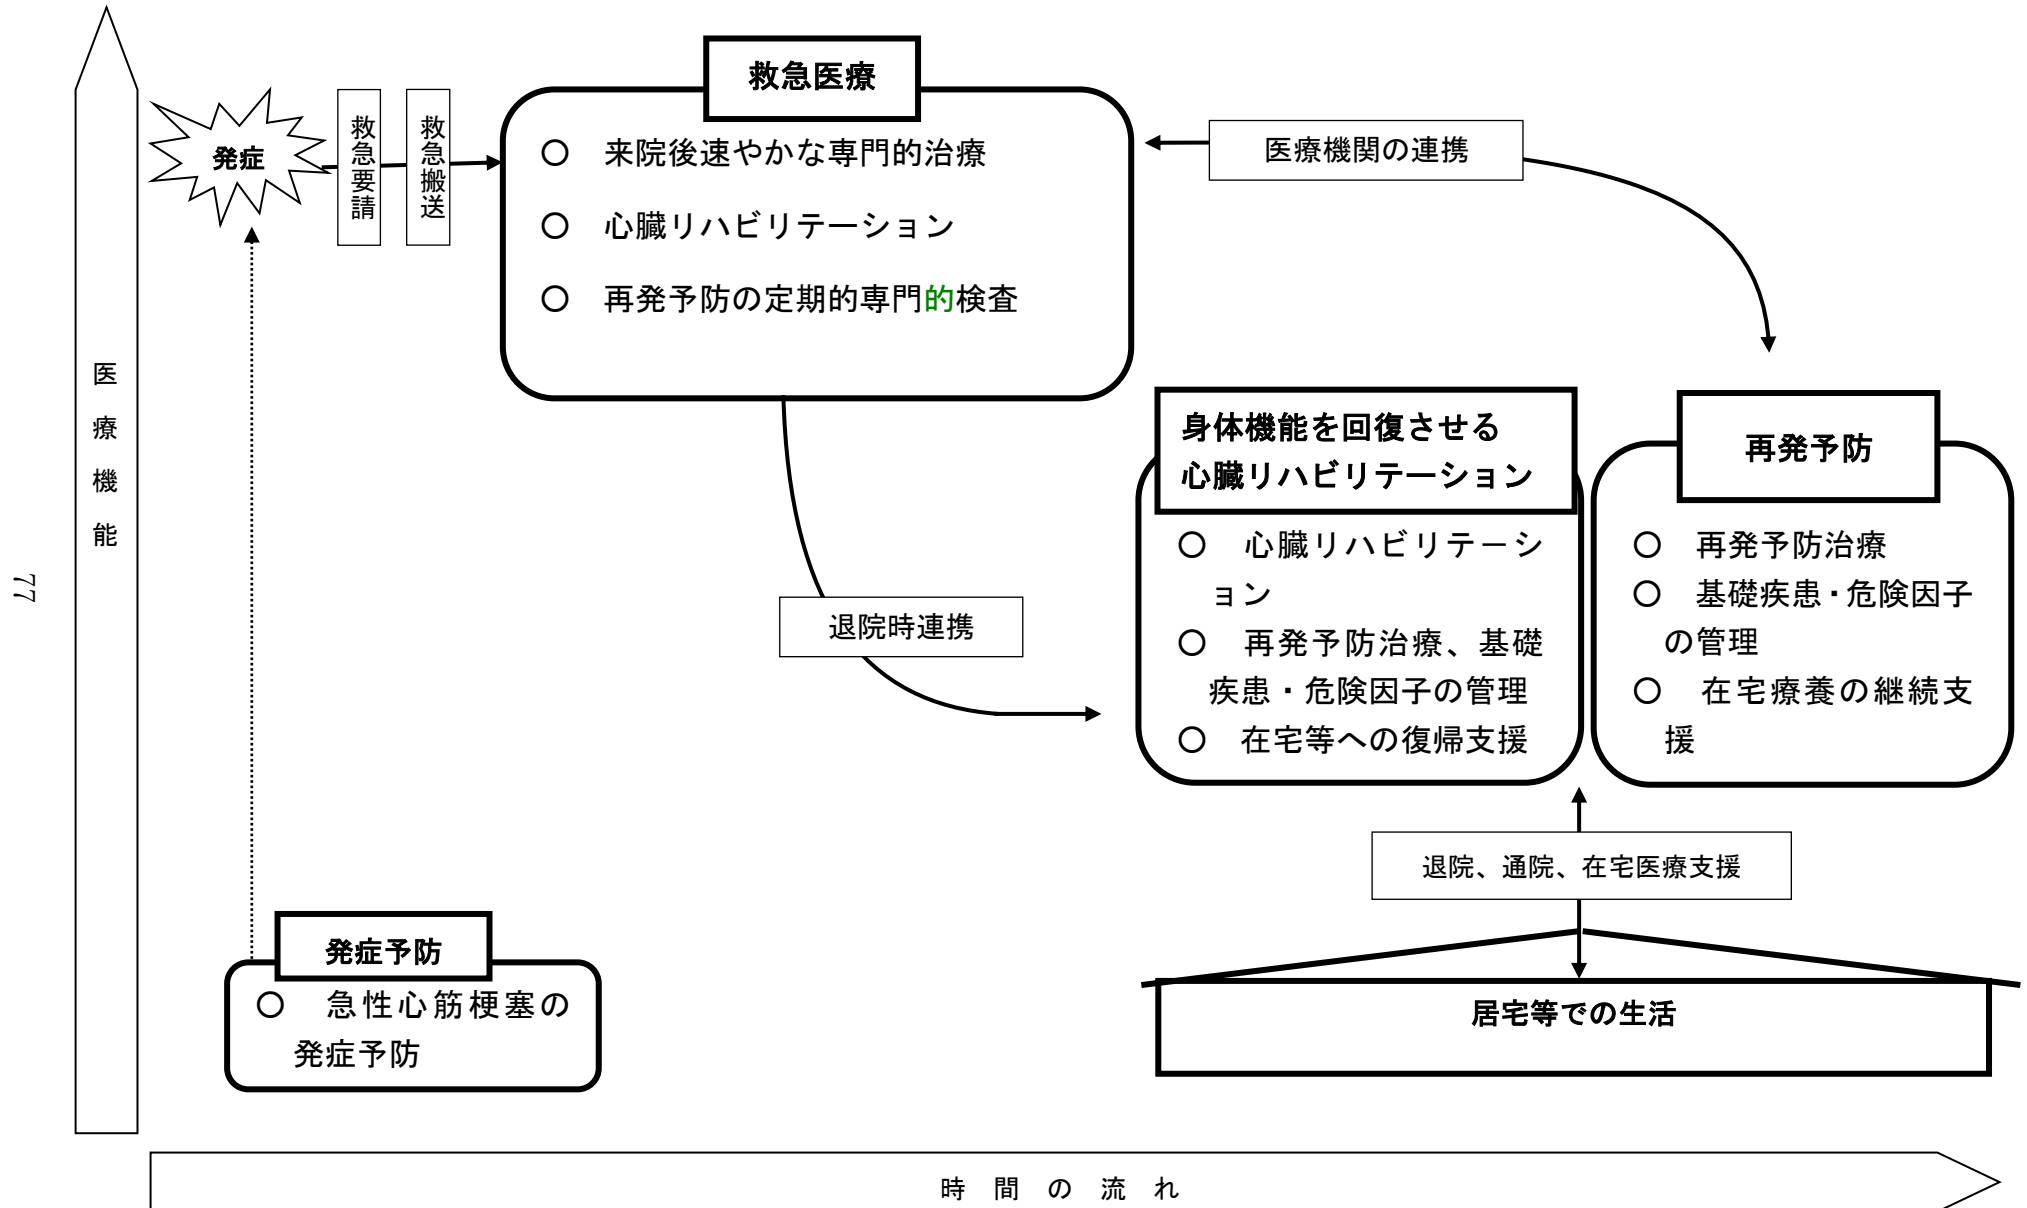 救急医療
発症
救急要請
救急搬送
○　来院後速やかな専門的治療
○　心臓リハビリテーション
○　再発予防の定期的専門的検査
医療機関の連携
医療機能
77
退院時連携
身体機能を回復させる
心臓リハビリテーション
○　心臓リハビリテーシ
ョン
○　再発予防治療、基礎
疾患・危険因子の管理
○　在宅等への復帰支援
再発予防
○　再発予防治療
○　基礎疾患・危険因子
の管理
○　在宅療養の継続支
援
退院、通院、在宅医療支援
発症予防
○　急性心筋梗塞の
発症予防
居宅等での生活
時　間　の　流　れ